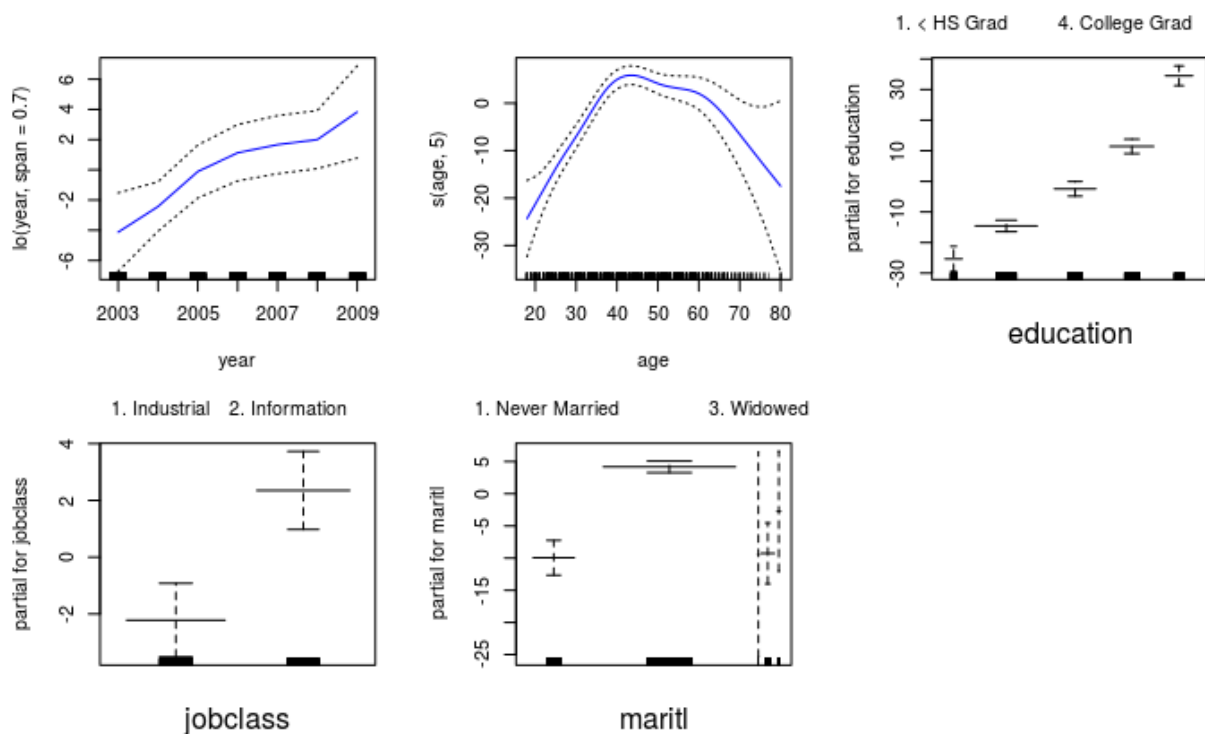 lo(year, span = 0.7)
6
4
2
-2
-6
2003 2005 2007 2009
year
s(age, 5)
0
-10
-20
-30
20 30 40 50 60 70 80
age
1. < HS Grad 4. College Grad
partial for education
30
10
-10
-30
education
1. Industrial 2. Information
partial for jobclass
4
2
0
-2
jobclass
1. Never Married 3. Widowed
partial for maritl
5
0
-5
-15
-25
maritl